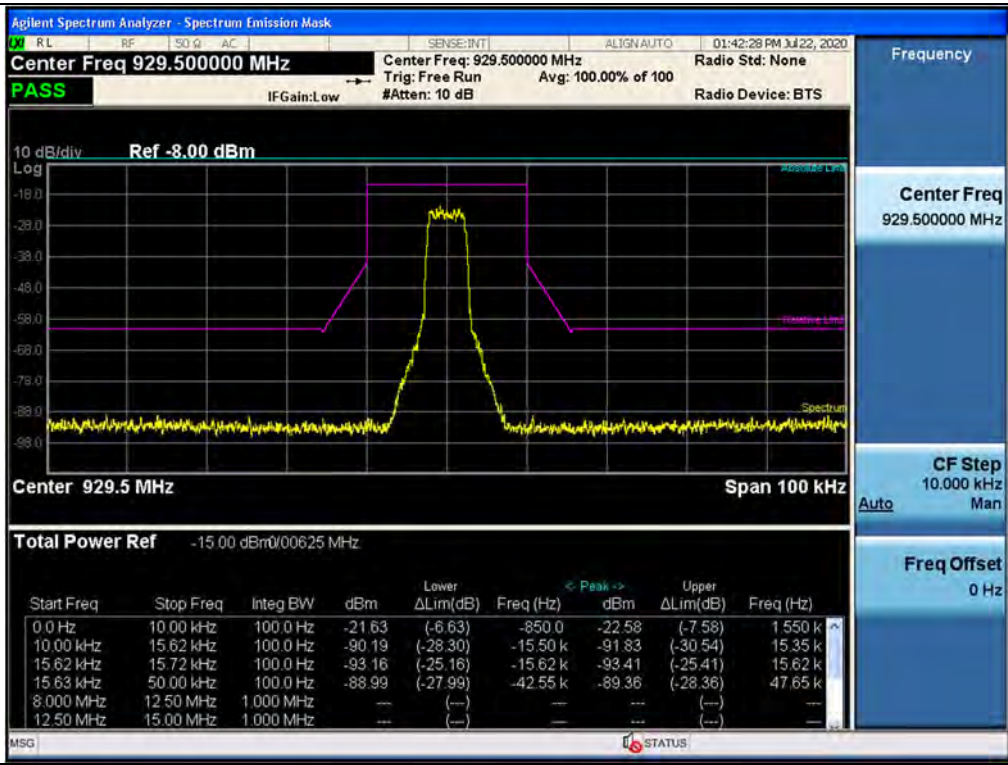 Agilent Spectrum Analyzer - Spectrum Emission Mask
LXI RL RF 50 Ω AC SENSE:INT ALIGN AUTO 01:42:28 PM Jul 22, 2020
Center Freq 929.500000 MHz
Center Freq: 929.500000 MHz
Radio Std: None
Trig: Free Run Avg: 100.00% of 100
PASS
IFGain:Low
#Atten: 10 dB
Radio Device: BTS
10 dB/div Ref -8.00 dBm
Log
Absolute Limit
-18.0
-28.0
-38.0
-48.0
-58.0
Relative Limit
-68.0
-78.0
-88.0
Spectrum
-98.0
Center 929.5 MHz Span 100 kHz
Total Power Ref -15.00 dBm/0.00625 MHz
Lower <- Peak -> Upper
Start Freq Stop Freq Integ BW dBm ΔLim(dB) Freq (Hz) dBm ΔLim(dB) Freq (Hz)
0.0 Hz 10.00 kHz 100.0 Hz -21.63 (-6.63) -850.0 -22.58 (-7.58) 1.550 k
10.00 kHz 15.62 kHz 100.0 Hz -90.19 (-28.30) -15.50 k -91.83 (-30.54) 15.35 k
15.62 kHz 15.72 kHz 100.0 Hz -93.16 (-25.16) -15.62 k -93.41 (-25.41) 15.62 k
15.63 kHz 50.00 kHz 100.0 Hz -88.99 (-27.99) -42.55 k -89.36 (-28.36) 47.65 k
8.000 MHz 12.50 MHz 1.000 MHz --- (---) --- --- (---) ---
12.50 MHz 15.00 MHz 1.000 MHz --- (---) --- --- (---) ---
MSG STATUS
Frequency
Center Freq
929.500000 MHz
CF Step
10.000 kHz
Auto Man
Freq Offset
0 Hz